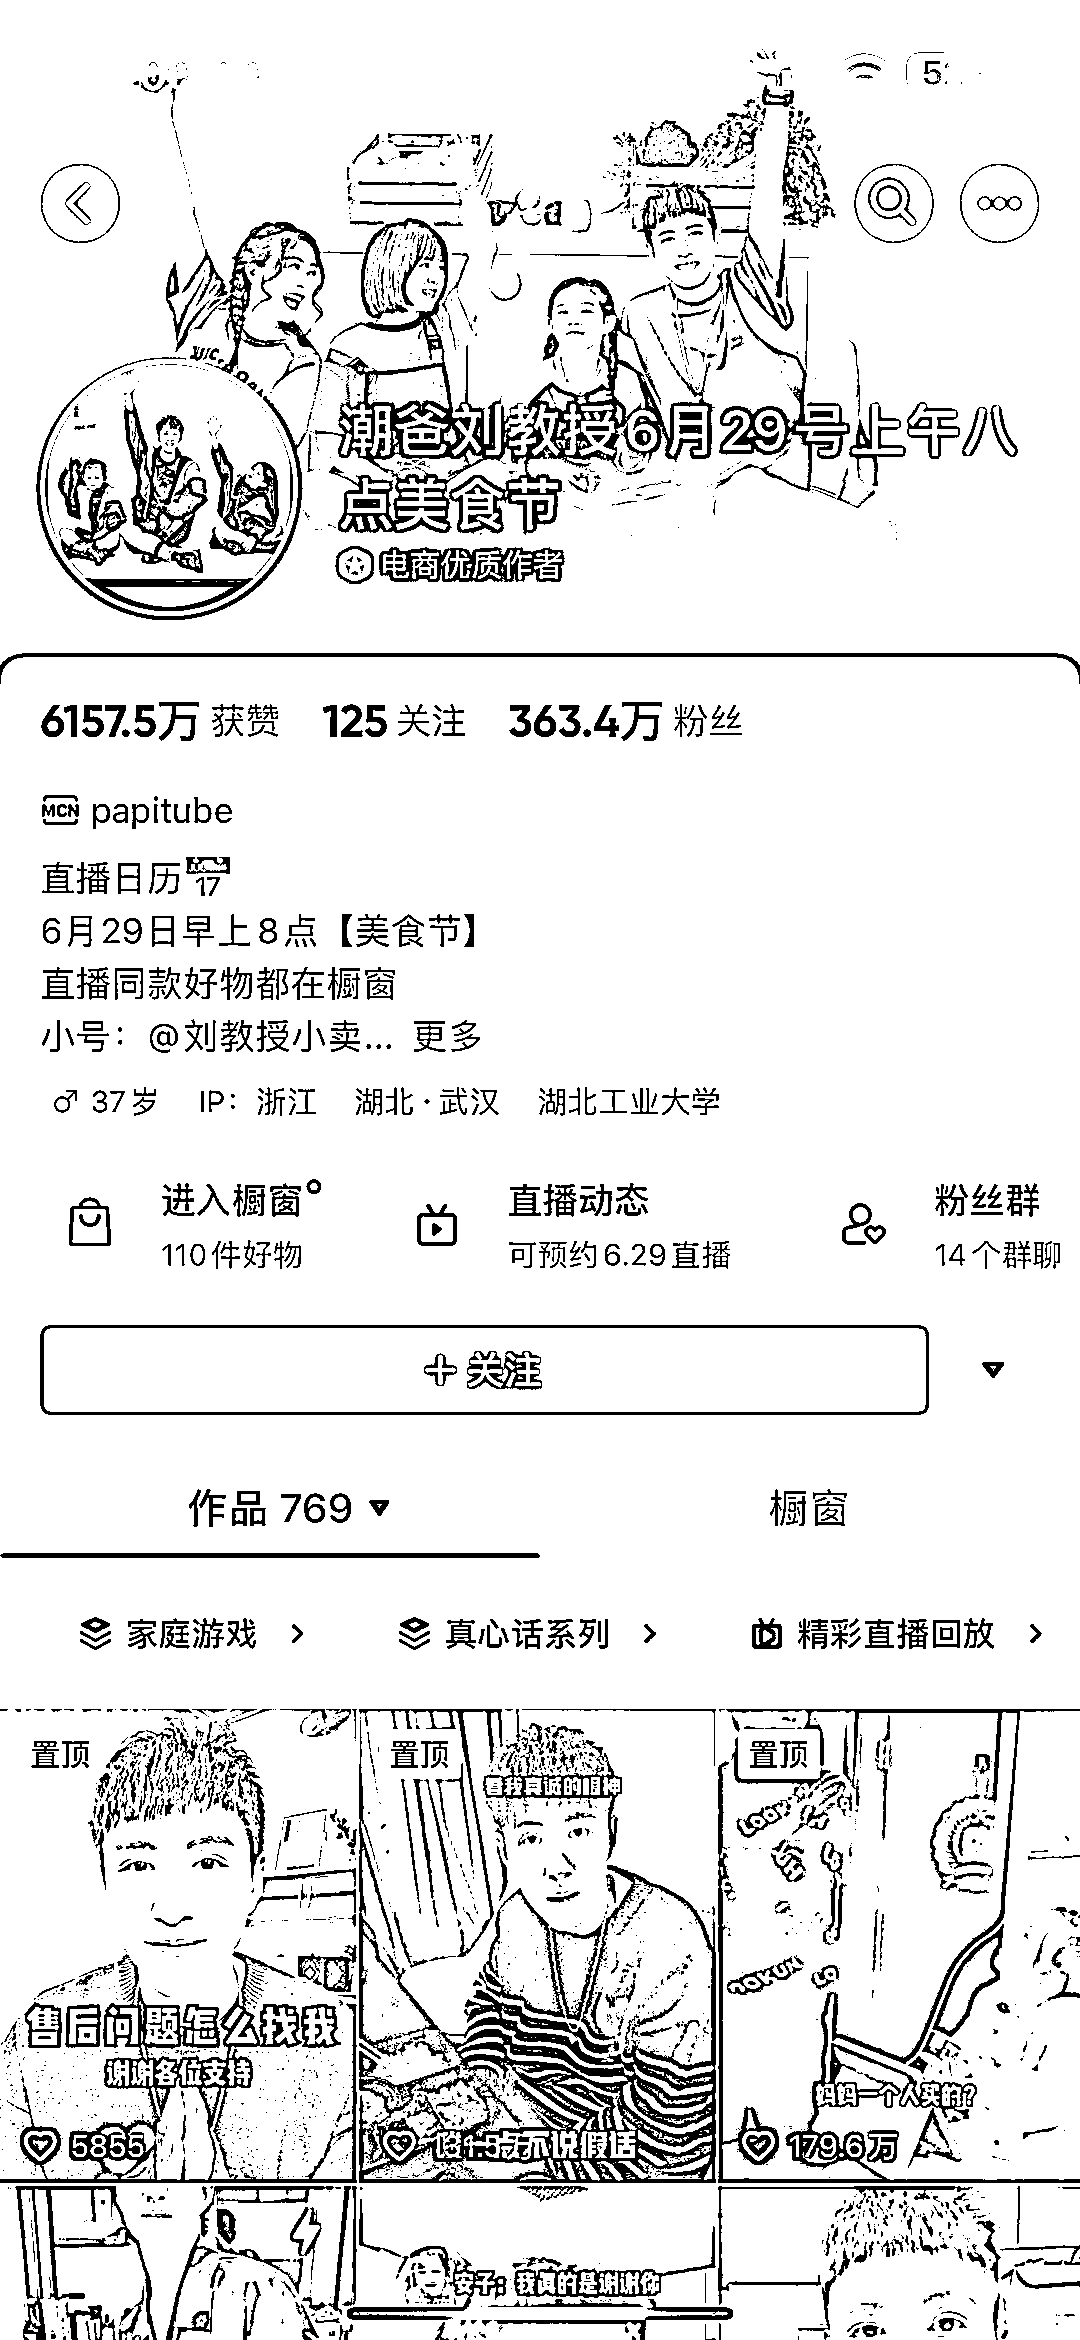 潮爸刘教授6月29号上午八
点美食节
电商优质作者
6157.5万 获赞 125 关注 363.4万 粉丝
MCN papitube
直播日历 17
6月29日早上8点【美食节】
直播同款好物都在橱窗
小号：@刘教授小卖... 更多
♂ 37岁 IP：浙江 湖北·武汉 湖北工业大学
进入橱窗 直播动态 粉丝群
110件好物 可预约6.29直播 14个群聊
+ 关注
作品 769 橱窗
家庭游戏 真心话系列 精彩直播回放
置顶 置顶 置顶
看我真诚的眼神
售后问题怎么找我
谢谢各位支持
妈妈一个人买的?
5855 不说假话 179.6万
安子：我真的是谢谢你